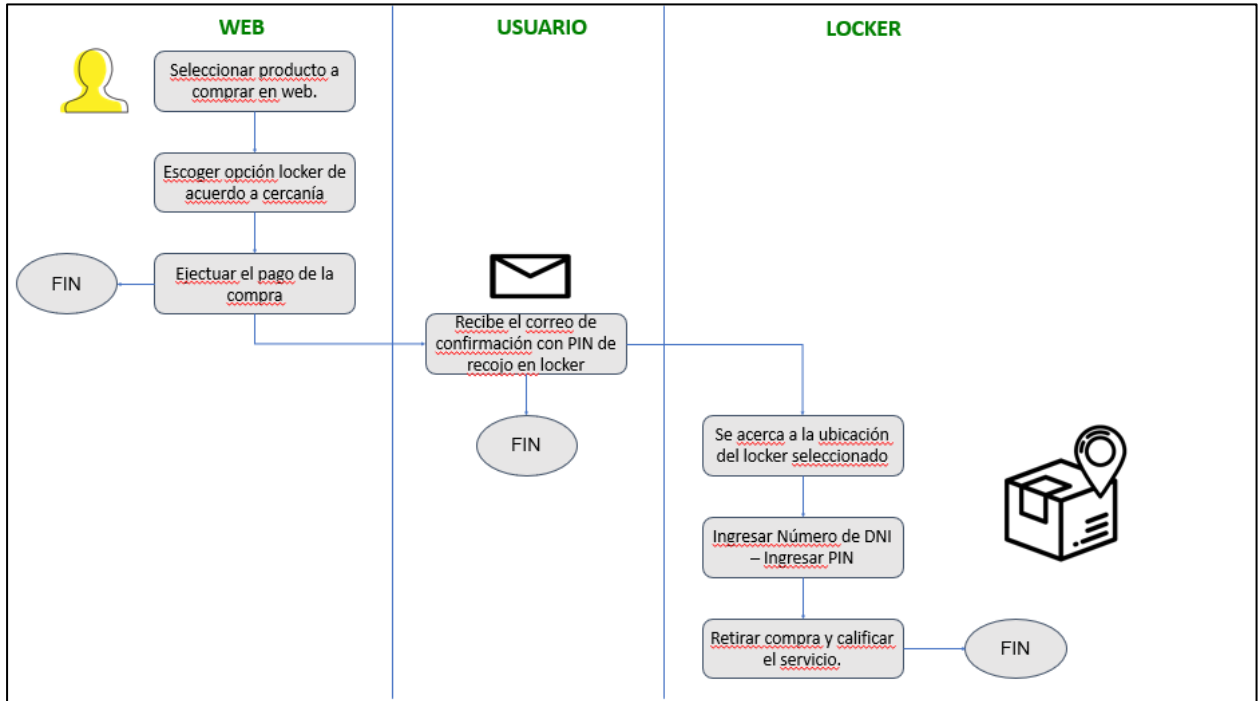 WEB
USUARIO
LOCKER
Seleccionar producto a
comprar en web.
Escoger opción locker de
acuerdo a cercanía
Ejectuar el pago de la
compra
FIN
Recibe el correo de
confirmación con PIN de
recojo en locker
FIN
Se acerca a la ubicación
del locker seleccionado
Ingresar Número de DNI
– Ingresar PIN
Retirar compra y calificar
el servicio.
FIN